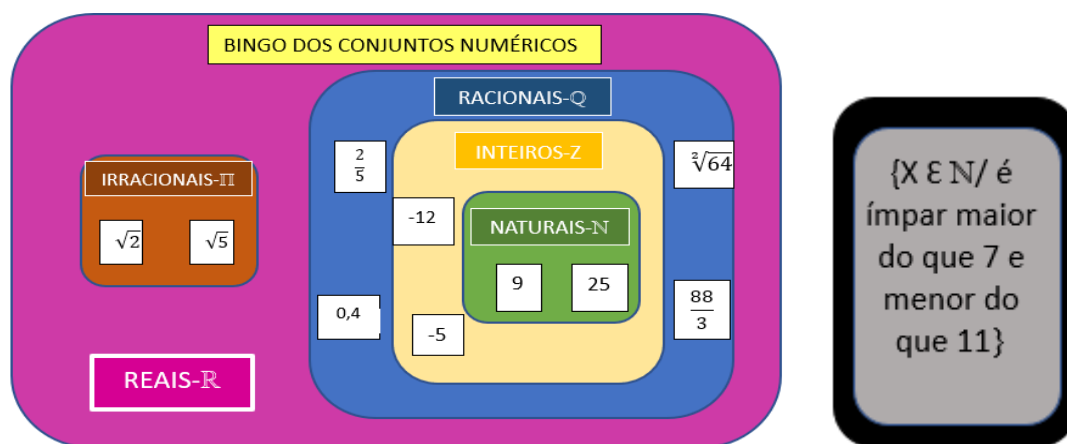 BINGO DOS CONJUNTOS NUMÉRICOS
RACIONAIS-ℚ
INTEIROS-Z
NATURAIS-ℕ
IRRACIONAIS-ℿ
√2
√5
2
5
²√64
-12
9
25
0,4
-5
88
3
REAIS-ℝ
{X Ɛ ℕ/ é
ímpar maior
do que 7 e
menor do
que 11}